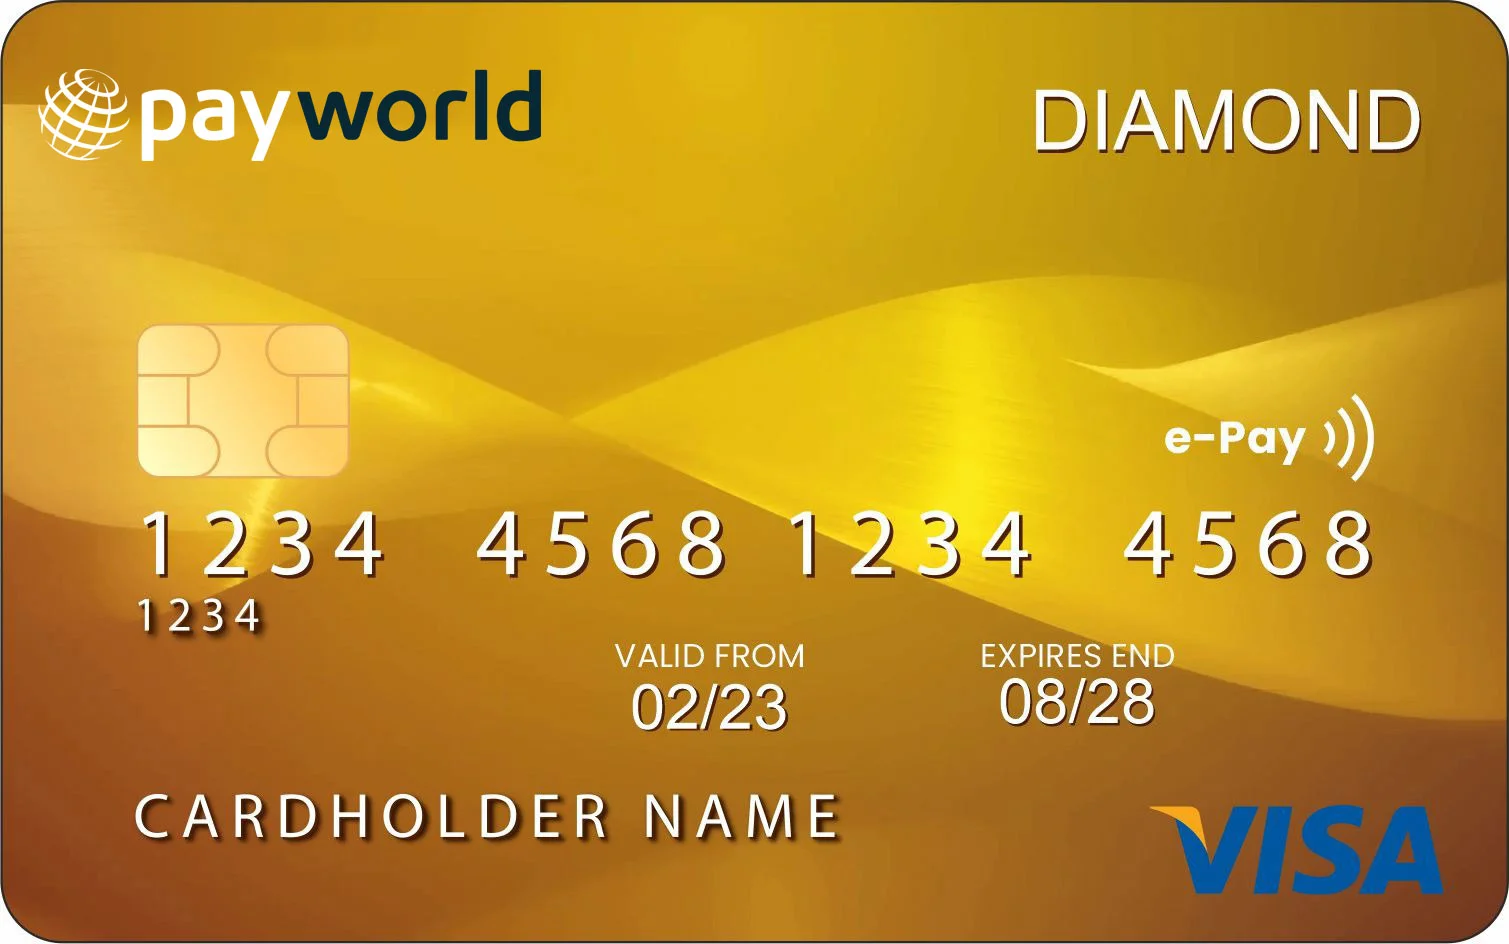 payworld
DIAMOND
e-Pay
1234 4568 1234 4568
1234
VALID FROM
02/23
EXPIRES END
08/28
CARDHOLDER NAME
VISA